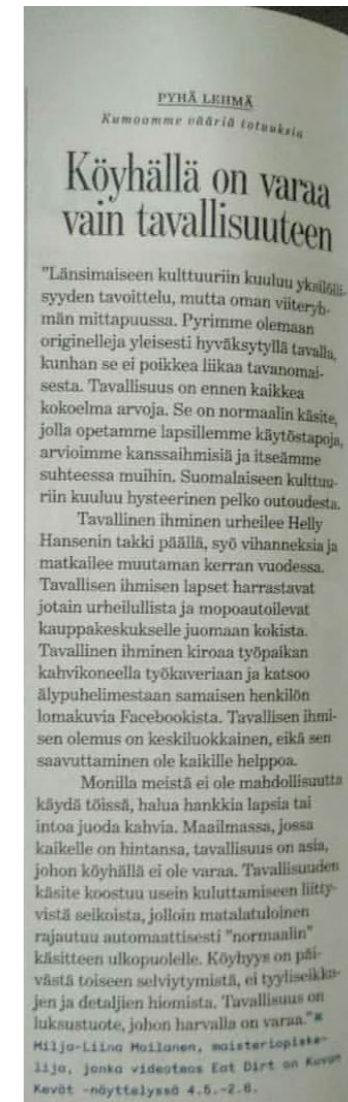 PYHÄ LEHMÄ
Kumoamme vääriä totuuksia
Köyhällä on varaa
vain tavallisuuteen
"Länsimaiseen kulttuuriin kuuluu yksilölli-
syyden tavoittelu, mutta oman viiteryh-
män mittapuussa. Pyrimme olemaan
originelleja yleisesti hyväksytyllä tavalla,
kunhan se ei poikkea liikaa tavanomai-
sesta. Tavallisuus on ennen kaikkea
kokoelma arvoja. Se on normaalin käsite,
jolla opetamme lapsillemme käytöstapoja,
arvioimme kanssaihmisiä ja itseämme
suhteessa muihin. Suomalaiseen kulttuu-
riin kuuluu hysteerinen pelko outoudesta.
Tavallinen ihminen urheilee Helly
Hansenin takki päällä, syö vihanneksia ja
matkailee muutaman kerran vuodessa.
Tavallisen ihmisen lapset harrastavat
jotain urheilullista ja mopoautoilevat
kauppakeskukselle juomaan kokista.
Tavallinen ihminen kiroaa työpaikan
kahvikoneella työkaveriaan ja katsoo
älypuhelimestaan samaisen henkilön
lomakuvia Facebookista. Tavallisen ihmi-
sen olemus on keskiluokkainen, eikä sen
saavuttaminen ole kaikille helppoa.
Monilla meistä ei ole mahdollisuutta
käydä töissä, halua hankkia lapsia tai
intoa juoda kahvia. Maailmassa, jossa
kaikelle on hintansa, tavallisuus on asia,
johon köyhällä ei ole varaa. Tavallisuuden
käsite koostuu usein kuluttamiseen liitty-
vistä seikoista, jolloin matalatuloinen
rajautuu automaattisesti "normaalin"
käsitteen ulkopuolelle. Köyhyys on päi-
västä toiseen selviytymistä, ei tyyliseikko-
jen ja detaljien hiomista. Tavallisuus on
luksustuote, johon harvalla on varaa."
Milja-Liina Moilanen, maisteriopiske-
lija, jonka videoteos Eat Dirt on Kuvan
Kevät -näyttelyssä 4.5.–2.6.